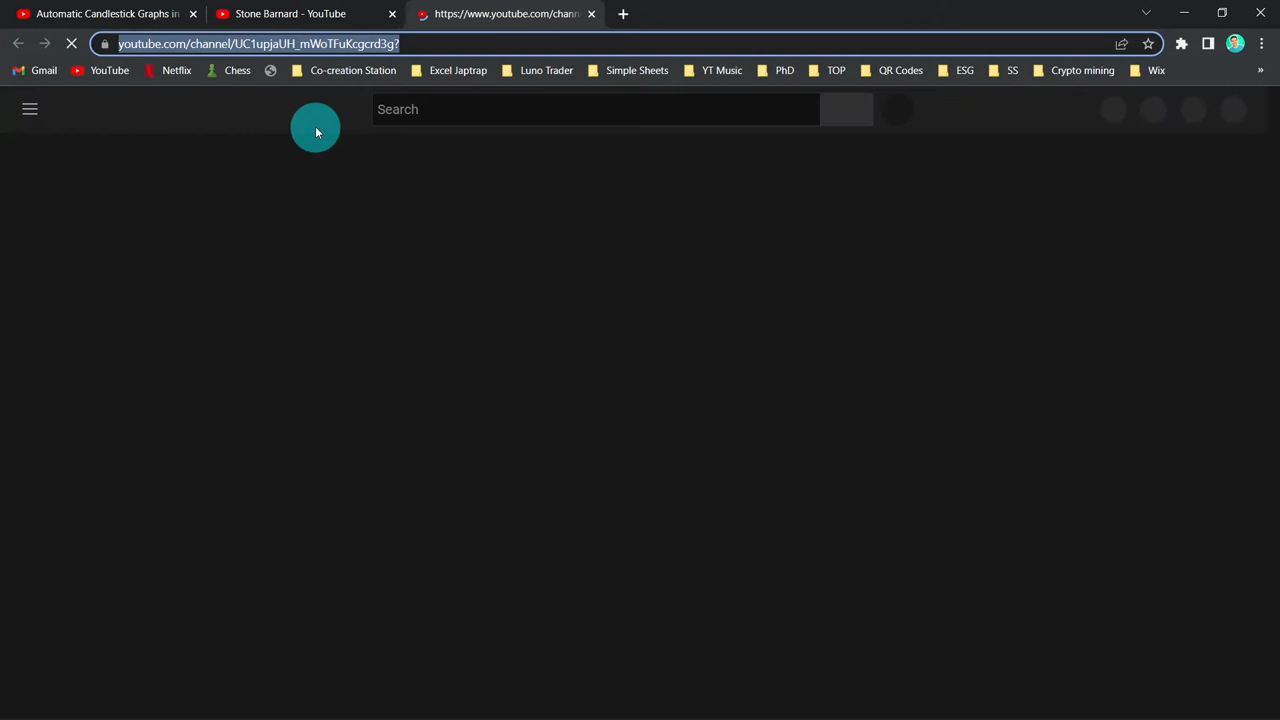 Automatic Candlestick Graphs in
Stone Barnard - YouTube
https://www.youtube.com/chann
youtube.com/channel/UC1upjaUH_mWoTFuKcgcrd3g?
Gmail YouTube Netflix Chess Co-creation Station Excel Japtrap Luno Trader Simple Sheets YT Music PhD TOP QR Codes ESG SS Crypto mining Wix »
Search